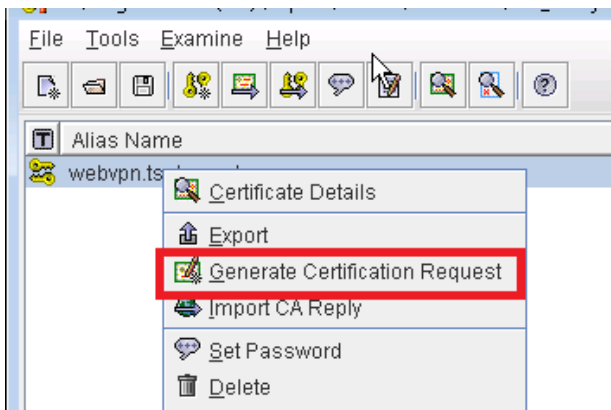 File Tools Examine Help
T Alias Name
webvpn.ts
Certificate Details
Export
Generate Certification Request
Import CA Reply
Set Password
Delete